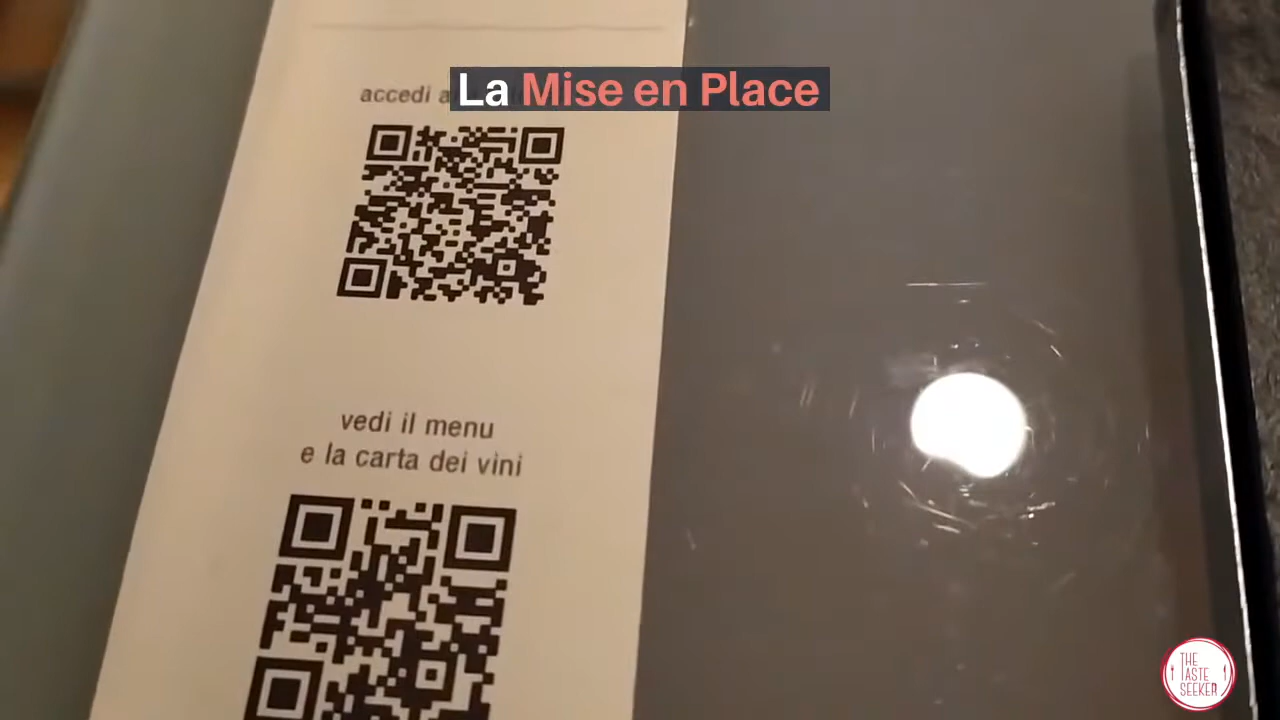 La Mise en Place
accedi
vedi il menu
e la carta dei vini
THE
TASTE
SEEKER